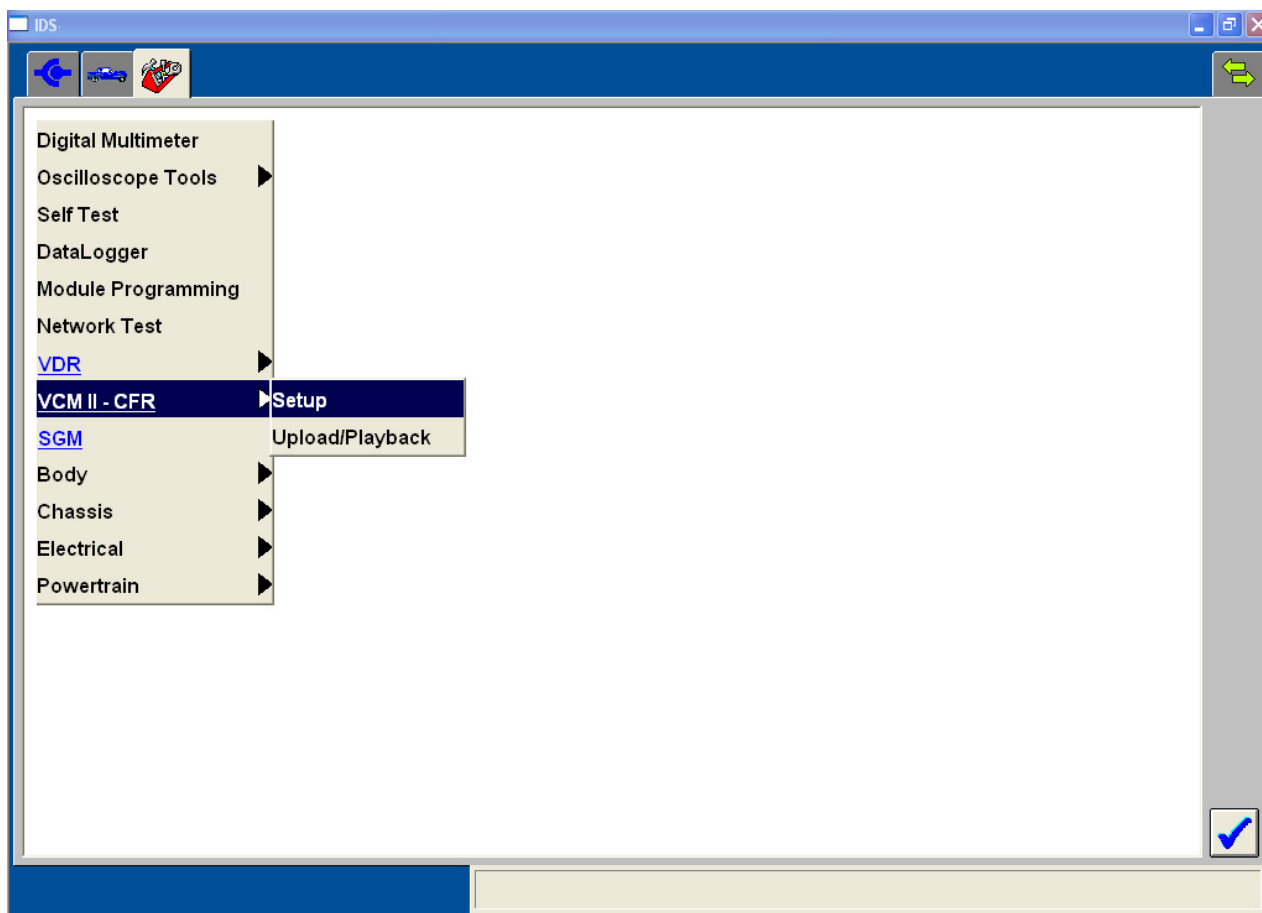 IDS
Digital Multimeter
Oscilloscope Tools
Self Test
DataLogger
Module Programming
Network Test
VDR
VCM II - CFR
Setup
SGM
Upload/Playback
Body
Chassis
Electrical
Powertrain